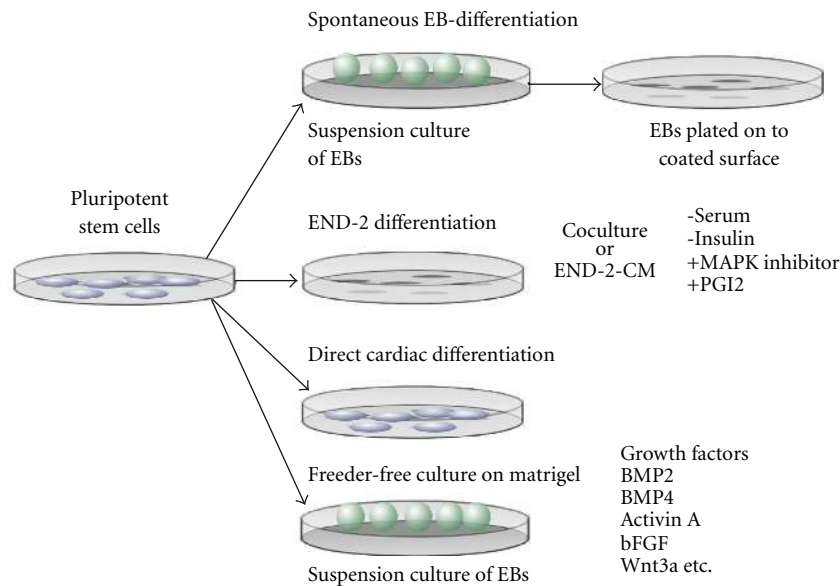 Spontaneous EB-differentiation
Suspension culture
of EBs
EBs plated on to
coated surface
Pluripotent
stem cells
END-2 differentiation
Coculture
or
END-2-CM
-Serum
-Insulin
+MAPK inhibitor
+PGI2
Direct cardiac differentiation
Freeder-free culture on matrigel
Growth factors
BMP2
BMP4
Activin A
bFGF
Wnt3a etc.
Suspension culture of EBs